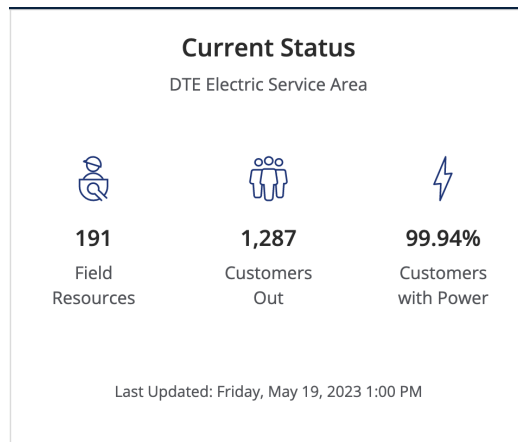 Current Status
DTE Electric Service Area
191
Field
Resources
1,287
Customers
Out
99.94%
Customers
with Power
Last Updated: Friday, May 19, 2023 1:00 PM